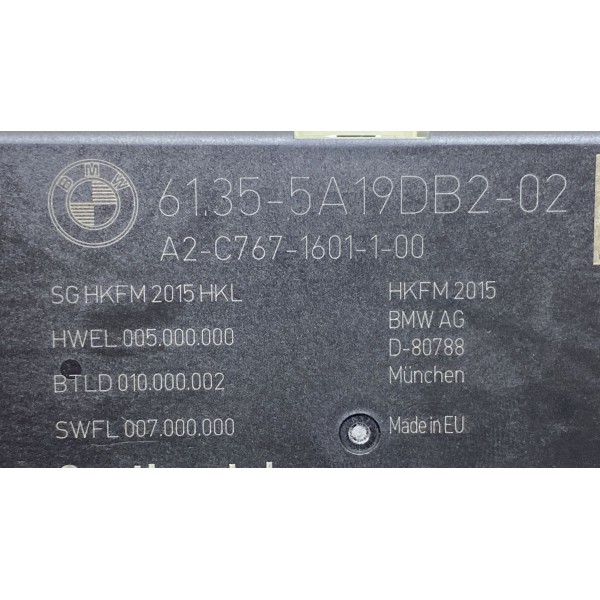 BMW
61.35-5A19DB2-02
A2-C767-1601-1-00
SG HKFM 2015 HKL
HWEL 005.000.000
BTLD 010.000.002
SWFL 007.000.000
HKFM 2015
BMW AG
D-80788
München
Made in EU